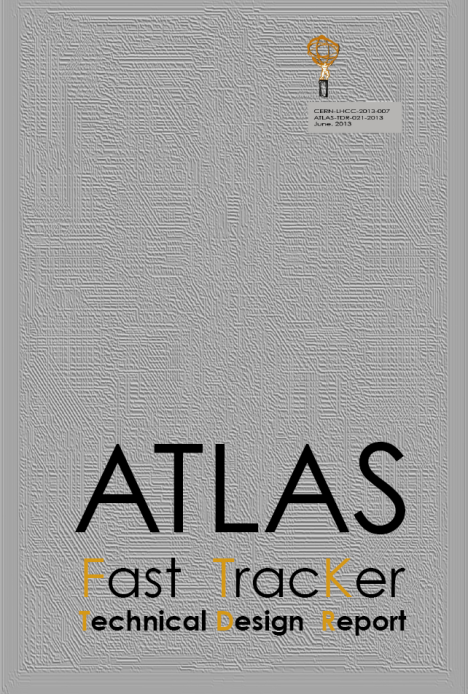 CERN-LHCC-2013-007
ATLAS-TDR-021-2013
June, 2013
ATLAS
Fast TracKer
Technical Design Report